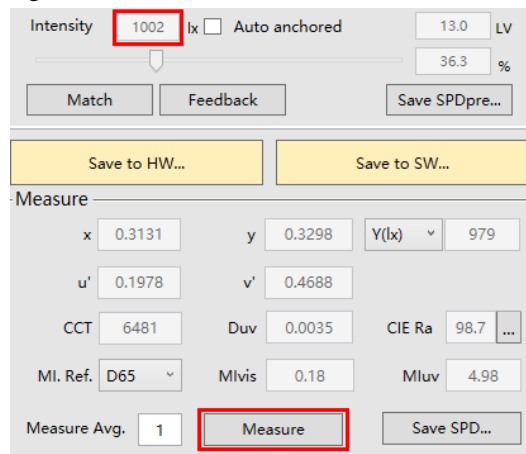 Intensity 1002 lx Auto anchored 13.0 LV
36.3 %
Match Feedback Save SPDpre...
Save to HW... Save to SW...
Measure
x 0.3131 y 0.3298 Y(lx) 979
u' 0.1978 v' 0.4688
CCT 6481 Duv 0.0035 CIE Ra 98.7 ...
MI. Ref. D65 MIvis 0.18 MIuv 4.98
Measure Avg. 1 Measure Save SPD...